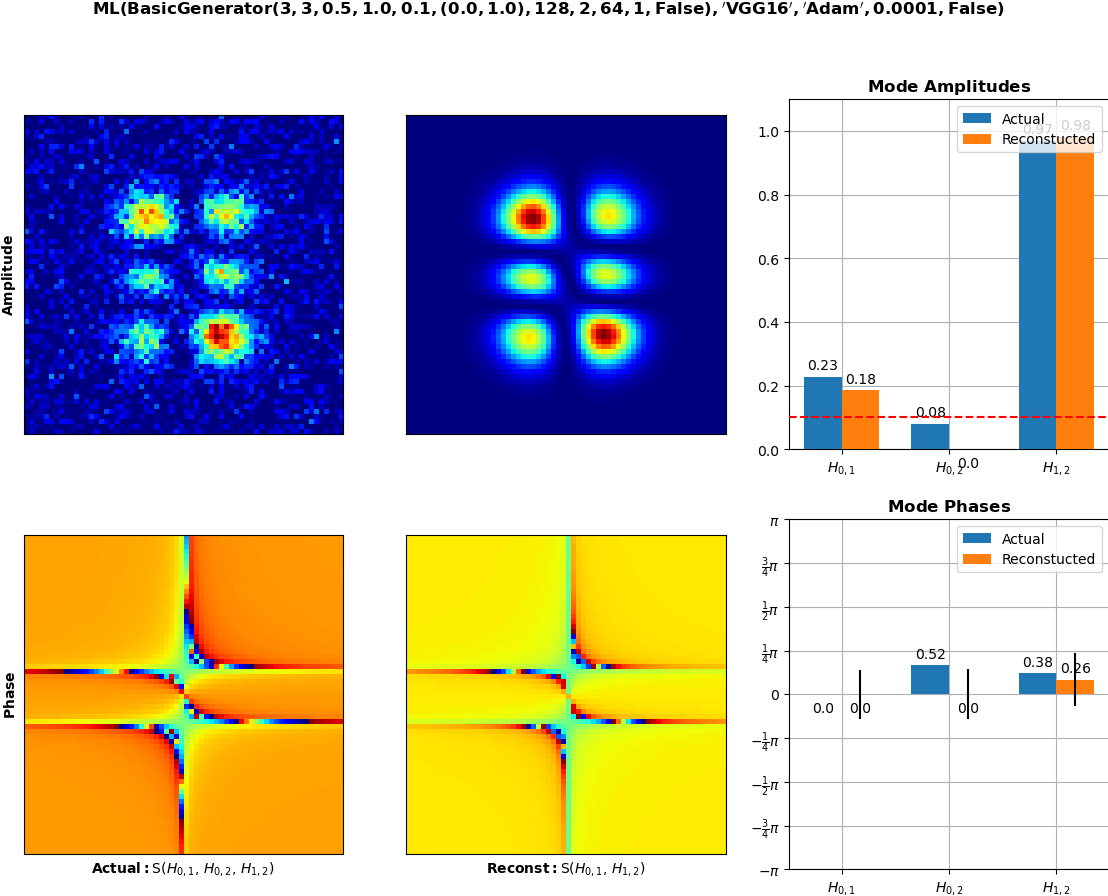 ML(BasicGenerator(3, 3, 0.5, 1.0, 0.1, (0.0, 1.0), 128, 2, 64, 1, False), ′VGG16′, ′Adam′, 0.0001, False)
Amplitude
Mode Amplitudes
Actual
Reconstucted
1.0
0.8
0.6
0.4
0.2
0.0
0.23
0.18
0.08
0.0
0.97
0.98
H0,1
H0,2
H1,2
Phase
Actual: S(H0,1, H0,2, H1,2)
Reconst: S(H0,1, H1,2)
Mode Phases
Actual
Reconstucted
π
3/4π
1/2π
1/4π
0
−1/4π
−1/2π
−3/4π
−π
0.0
0.0
0.52
0.0
0.38
0.26
H0,1
H0,2
H1,2